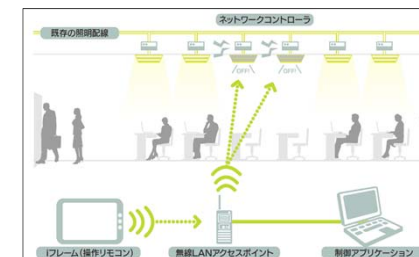 ネットワークコントローラ
既存の照明配線
OFF!
OFF!
iフレーム(操作リモコン)
無線LANアクセスポイント
制御アプリケーション